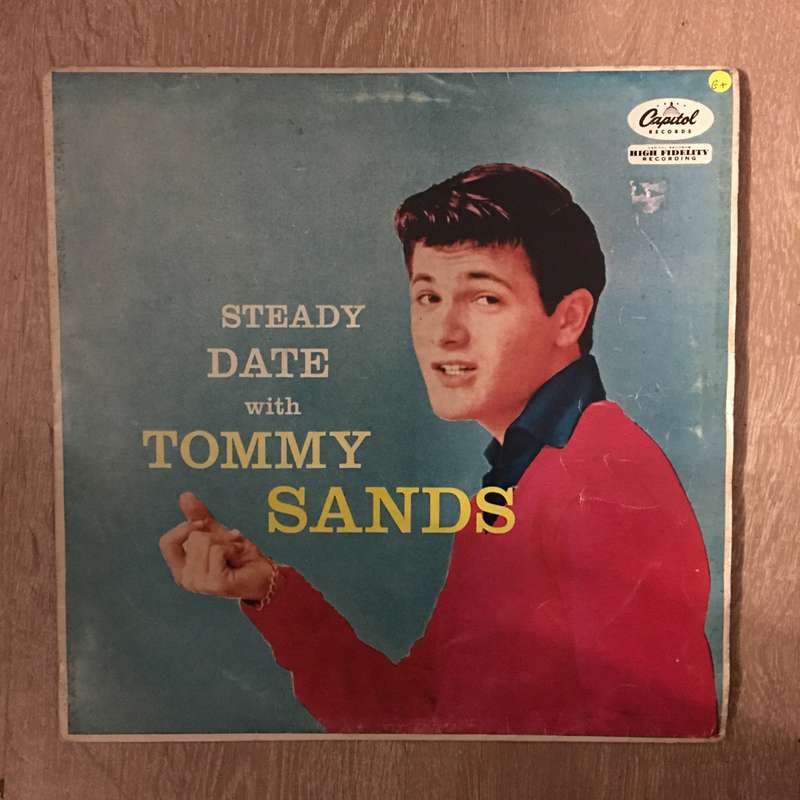 G+
Capitol
RECORDS
HIGH FIDELITY
RECORDING
STEADY
DATE
with
TOMMY
SANDS